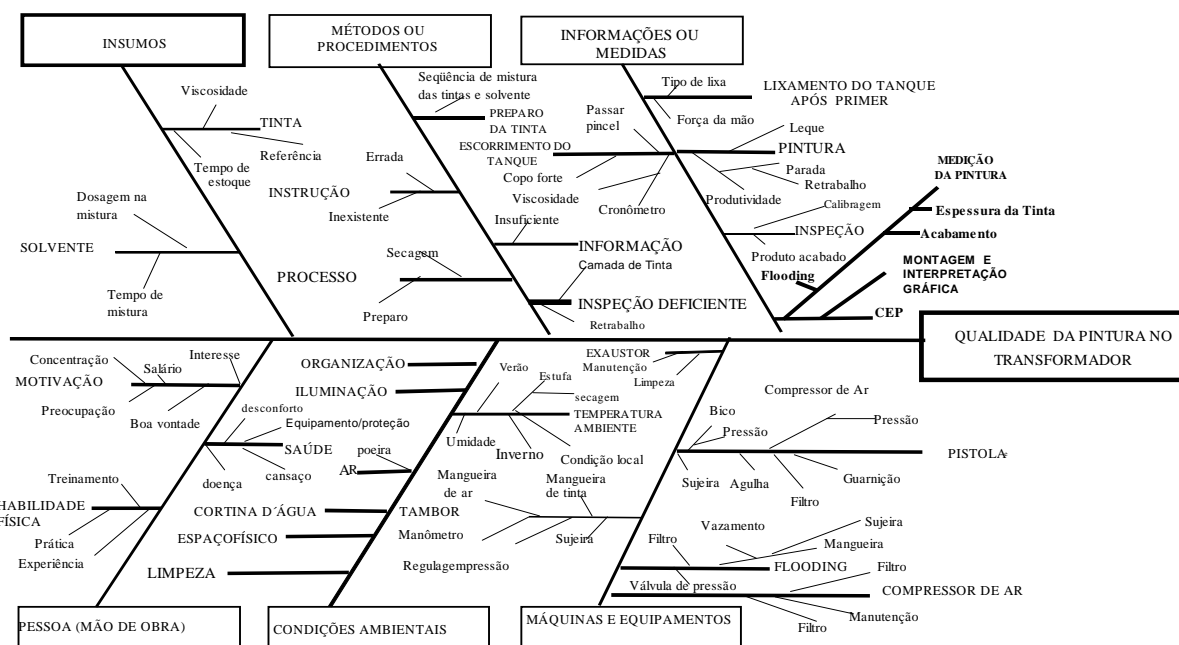 INSUMOS
MÉTODOS OU
PROCEDIMENTOS
INFORMAÇÕES OU
MEDIDAS
Viscosidade
TINTA
Referência
Tempo de
estoque
Dosagem na
mistura
SOLVENTE
Tempo de
mistura
Seqüência de mistura
das tintas e solvente
PREPARO
DA TINTA
Errada
INSTRUÇÃO
Inexistente
Insuficiente
INFORMAÇÃO
Secagem
PROCESSO
Preparo
Camada de Tinta
INSPEÇÃO DEFICIENTE
Retrabalho
Tipo de lixa
LIXAMENTO DO TANQUE
APÓS PRIMER
Força da mão
Passar
pincel
ESCORRIMENTO DO
TANQUE
Copo forte
Viscosidade
Cronômetro
Leque
PINTURA
Parada
Retrabalho
Produtividade
Calibragem
INSPEÇÃO
Produto acabado
MEDIÇÃO
DA PINTURA
Espessura da Tinta
Acabamento
Flooding
MONTAGEM E
INTERPRETAÇÃO
GRÁFICA
CEP
QUALIDADE DA PINTURA NO
TRANSFORMADOR
Concentração
Salário
Interesse
MOTIVAÇÃO
Preocupação
Boa vontade
desconforto
Equipamento/proteção
SAÚDE
cansaço
doença
Treinamento
HABILIDADE
FÍSICA
Prática
Experiência
ORGANIZAÇÃO
ILUMINAÇÃO
poeira
AR
CORTINA D´ÁGUA
ESPAÇOFÍSICO
LIMPEZA
Verão
Estufa
secagem
TEMPERATURA
AMBIENTE
Umidade
Inverno
Condição local
EXAUSTOR
Manutenção
Limpeza
Compressor de Ar
Bico
Pressão
Pressão
PISTOLA
Sujeira
Agulha
Filtro
Guarnição
Mangueira
de ar
Mangueira
de tinta
TAMBOR
Manômetro
Sujeira
Regulagempressão
Filtro
Vazamento
Sujeira
Mangueira
FLOODING
Válvula de pressão
Filtro
COMPRESSOR DE AR
Filtro
Manutenção
PESSOA (MÃO DE OBRA)
CONDIÇÕES AMBIENTAIS
MÁQUINAS E EQUIPAMENTOS